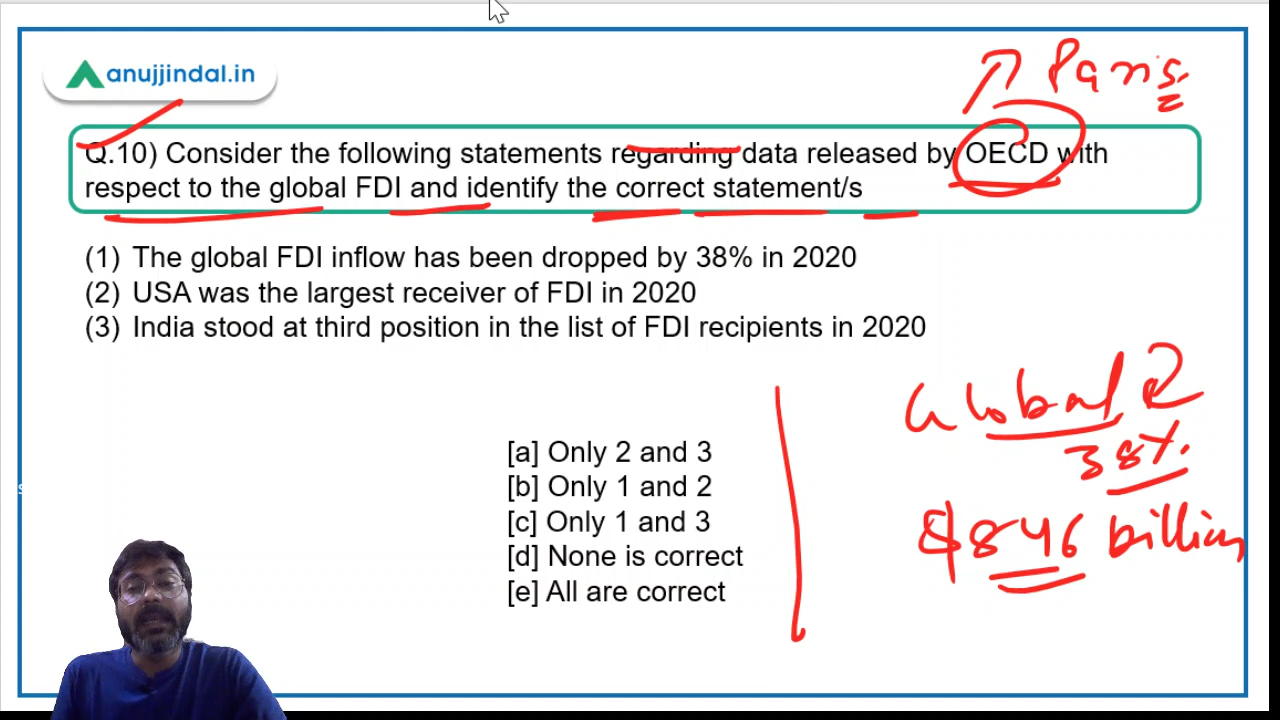 anujjindal.in
Paris.
Q.10) Consider the following statements regarding data released by OECD with
respect to the global FDI and identify the correct statement/s
(1) The global FDI inflow has been dropped by 38% in 2020
(2) USA was the largest receiver of FDI in 2020
(3) India stood at third position in the list of FDI recipients in 2020
Global
38%.
$846 billion
[a] Only 2 and 3
[b] Only 1 and 2
[c] Only 1 and 3
[d] None is correct
[e] All are correct